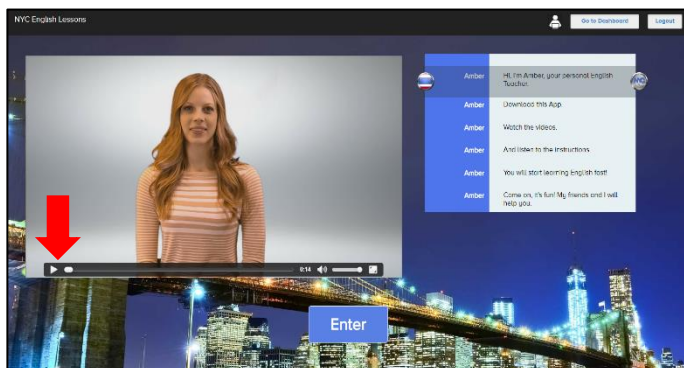 NYC English Lessons
Go to Dashboard
Logout
Amber
Hi, I'm Amber, your personal English
Teacher.
Amber
Download this App.
Amber
Watch the videos.
Amber
And listen to the instructions.
Amber
You will start learning English fast!
Amber
Come on, it's fun! My friends and I will
help you.
0:14
Enter